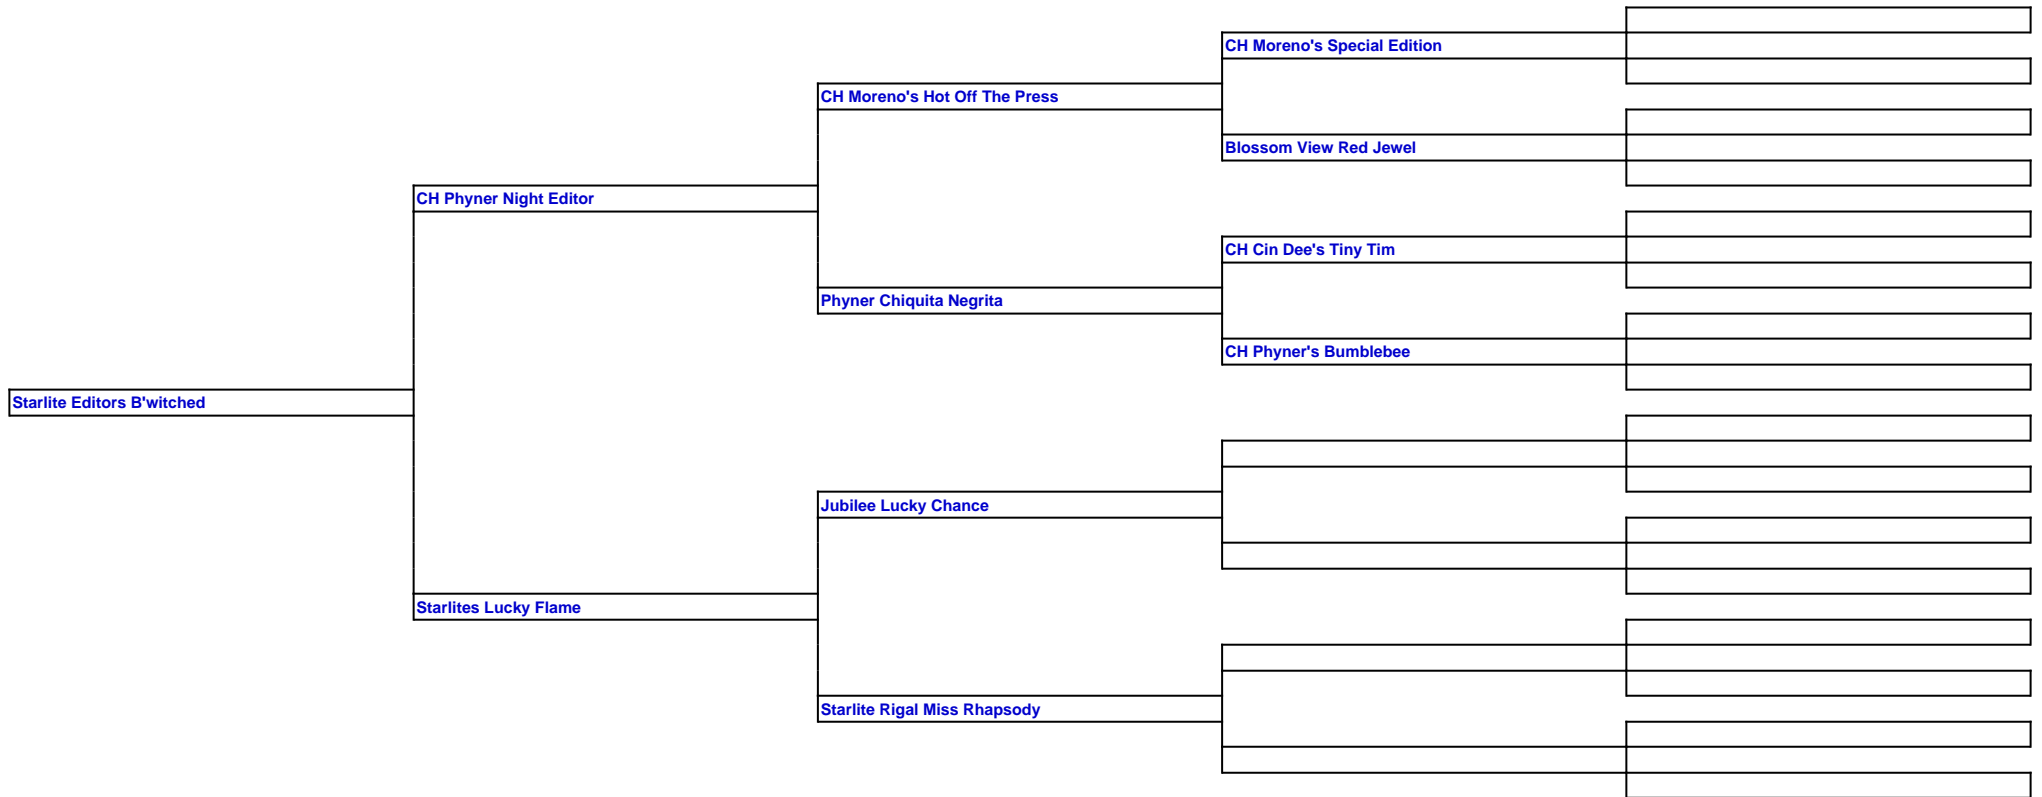 CH Moreno's Special Edition
CH Moreno's Hot Off The Press
Blossom View Red Jewel
CH Phyner Night Editor
CH Cin Dee's Tiny Tim
Phyner Chiquita Negrita
CH Phyner's Bumblebee
Starlite Editors B'witched
Jubilee Lucky Chance
Starlites Lucky Flame
Starlite Rigal Miss Rhapsody